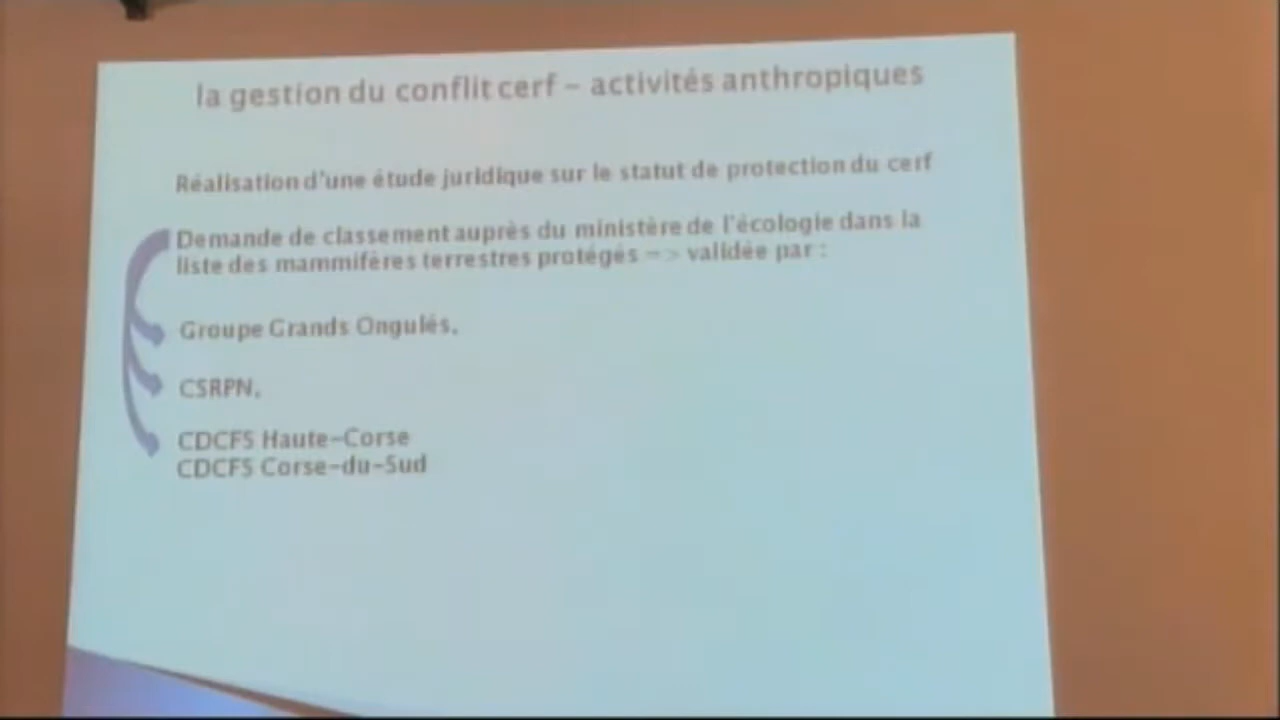 la gestion du conflit cerf – activités anthropiques
Réalisation d'une étude juridique sur le statut de protection du cerf
Demande de classement auprès du ministère de l'écologie dans la
liste des mammifères terrestres protégés => validée par :
Groupe Grands Ongulés,
CSRPN,
CDCFS Haute-Corse
CDCFS Corse-du-Sud